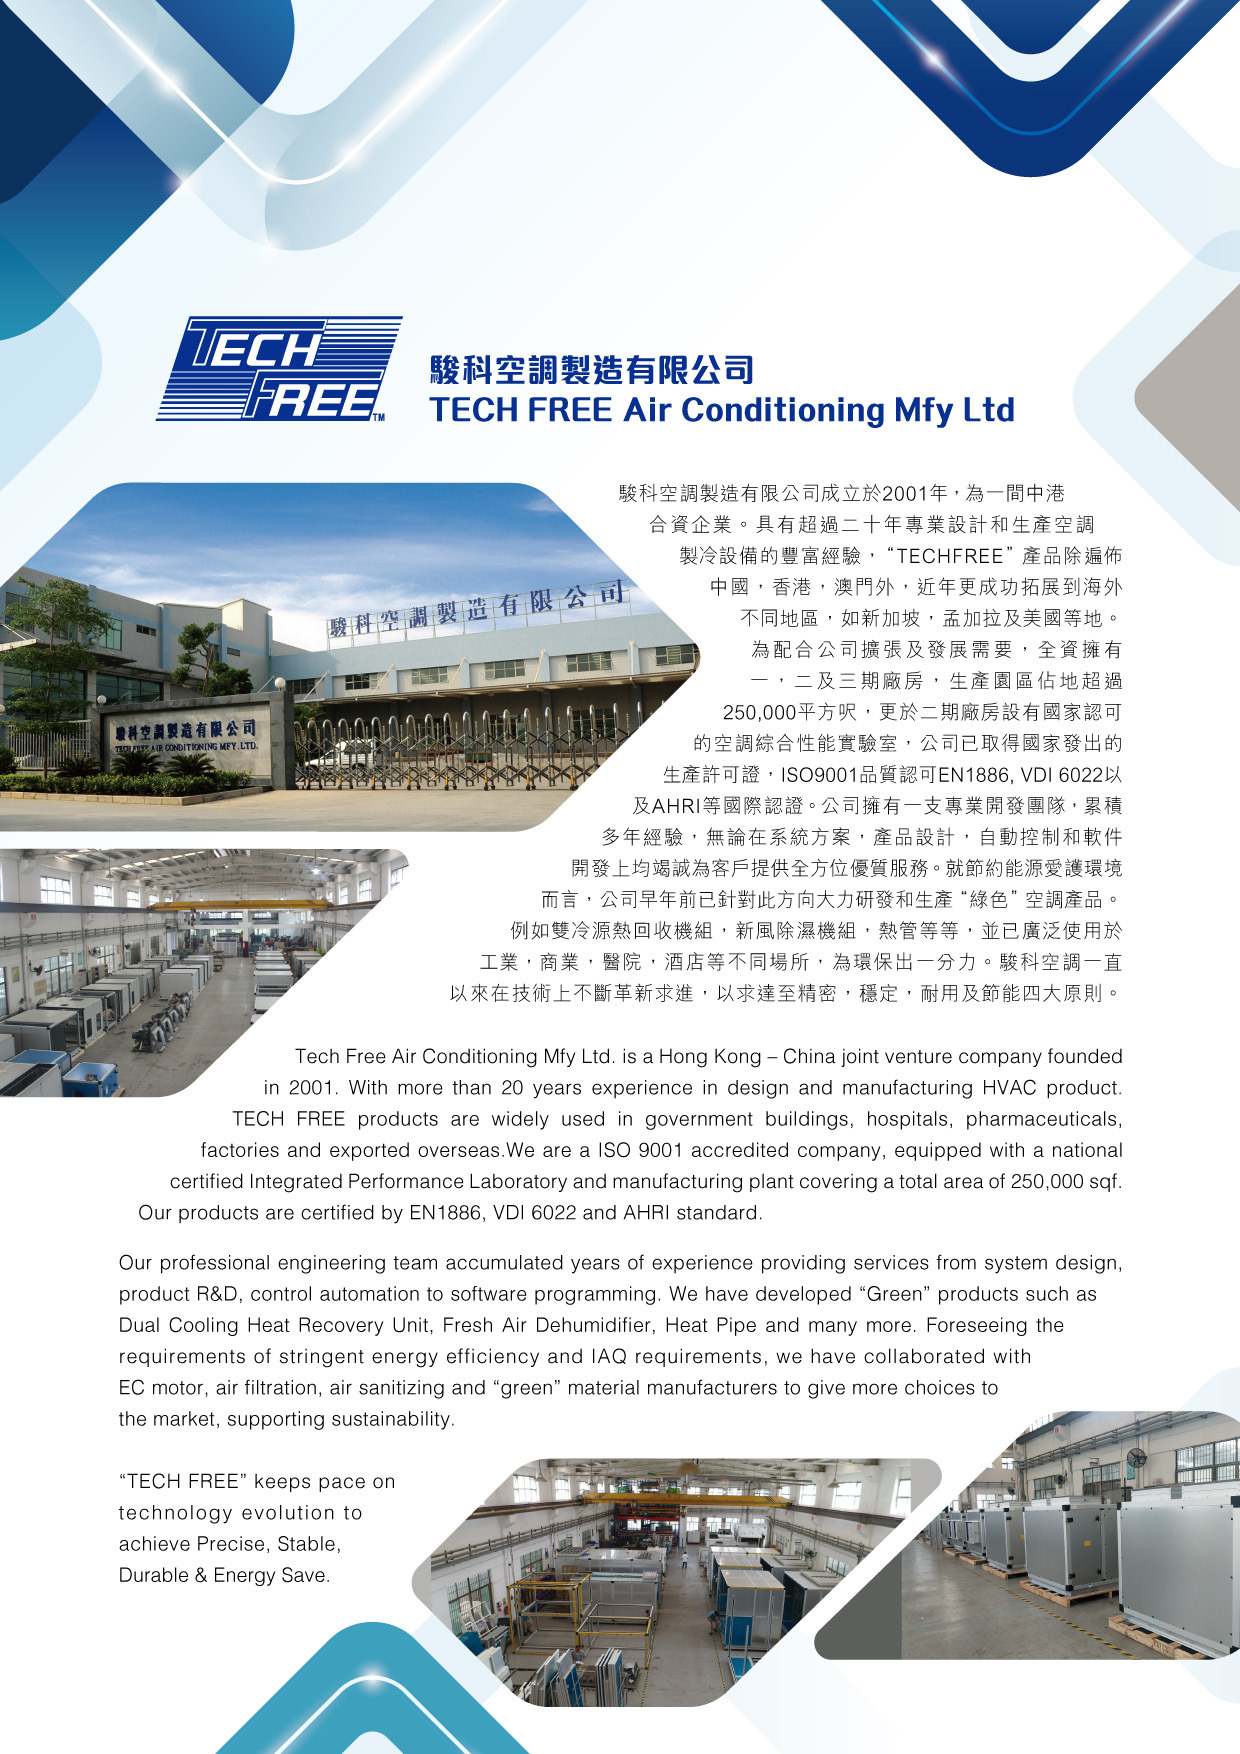 TECH
FREE TM
駿科空調製造有限公司
TECH FREE Air Conditioning Mfy Ltd
駿科空調製造有限公司成立於2001年，為一間中港
合資企業。具有超過二十年專業設計和生產空調
製冷設備的豐富經驗，“TECHFREE”產品除遍佈
中國，香港，澳門外，近年更成功拓展到海外
不同地區，如新加坡，孟加拉及美國等地。
為配合公司擴張及發展需要，全資擁有
一，二及三期廠房，生產園區佔地超過
250,000平方呎，更於二期廠房設有國家認可
的空調綜合性能實驗室，公司已取得國家發出的
生產許可證，ISO9001品質認可EN1886, VDI 6022以
及AHRI等國際認證。公司擁有一支專業開發團隊，累積
多年經驗，無論在系統方案，產品設計，自動控制和軟件
開發上均竭誠為客戶提供全方位優質服務。就節約能源愛護環境
而言，公司早年前已針對此方向大力研發和生產“綠色”空調產品。
例如雙冷源熱回收機組，新風除濕機組，熱管等等，並已廣泛使用於
工業，商業，醫院，酒店等不同場所，為環保出一分力。駿科空調一直
以來在技術上不斷革新求進，以求達至精密，穩定，耐用及節能四大原則。
駿科空調製造有限公司
駿科空調製造有限公司
TECH FREE AIR CONDITIONING MFY.LTD.
Tech Free Air Conditioning Mfy Ltd. is a Hong Kong – China joint venture company founded
in 2001. With more than 20 years experience in design and manufacturing HVAC product.
TECH FREE products are widely used in government buildings, hospitals, pharmaceuticals,
factories and exported overseas.We are a ISO 9001 accredited company, equipped with a national
certified Integrated Performance Laboratory and manufacturing plant covering a total area of 250,000 sqf.
Our products are certified by EN1886, VDI 6022 and AHRI standard.
Our professional engineering team accumulated years of experience providing services from system design,
product R&D, control automation to software programming. We have developed “Green” products such as
Dual Cooling Heat Recovery Unit, Fresh Air Dehumidifier, Heat Pipe and many more. Foreseeing the
requirements of stringent energy efficiency and IAQ requirements, we have collaborated with
EC motor, air filtration, air sanitizing and “green” material manufacturers to give more choices to
the market, supporting sustainability.
“TECH FREE” keeps pace on
technology evolution to
achieve Precise, Stable,
Durable & Energy Save.